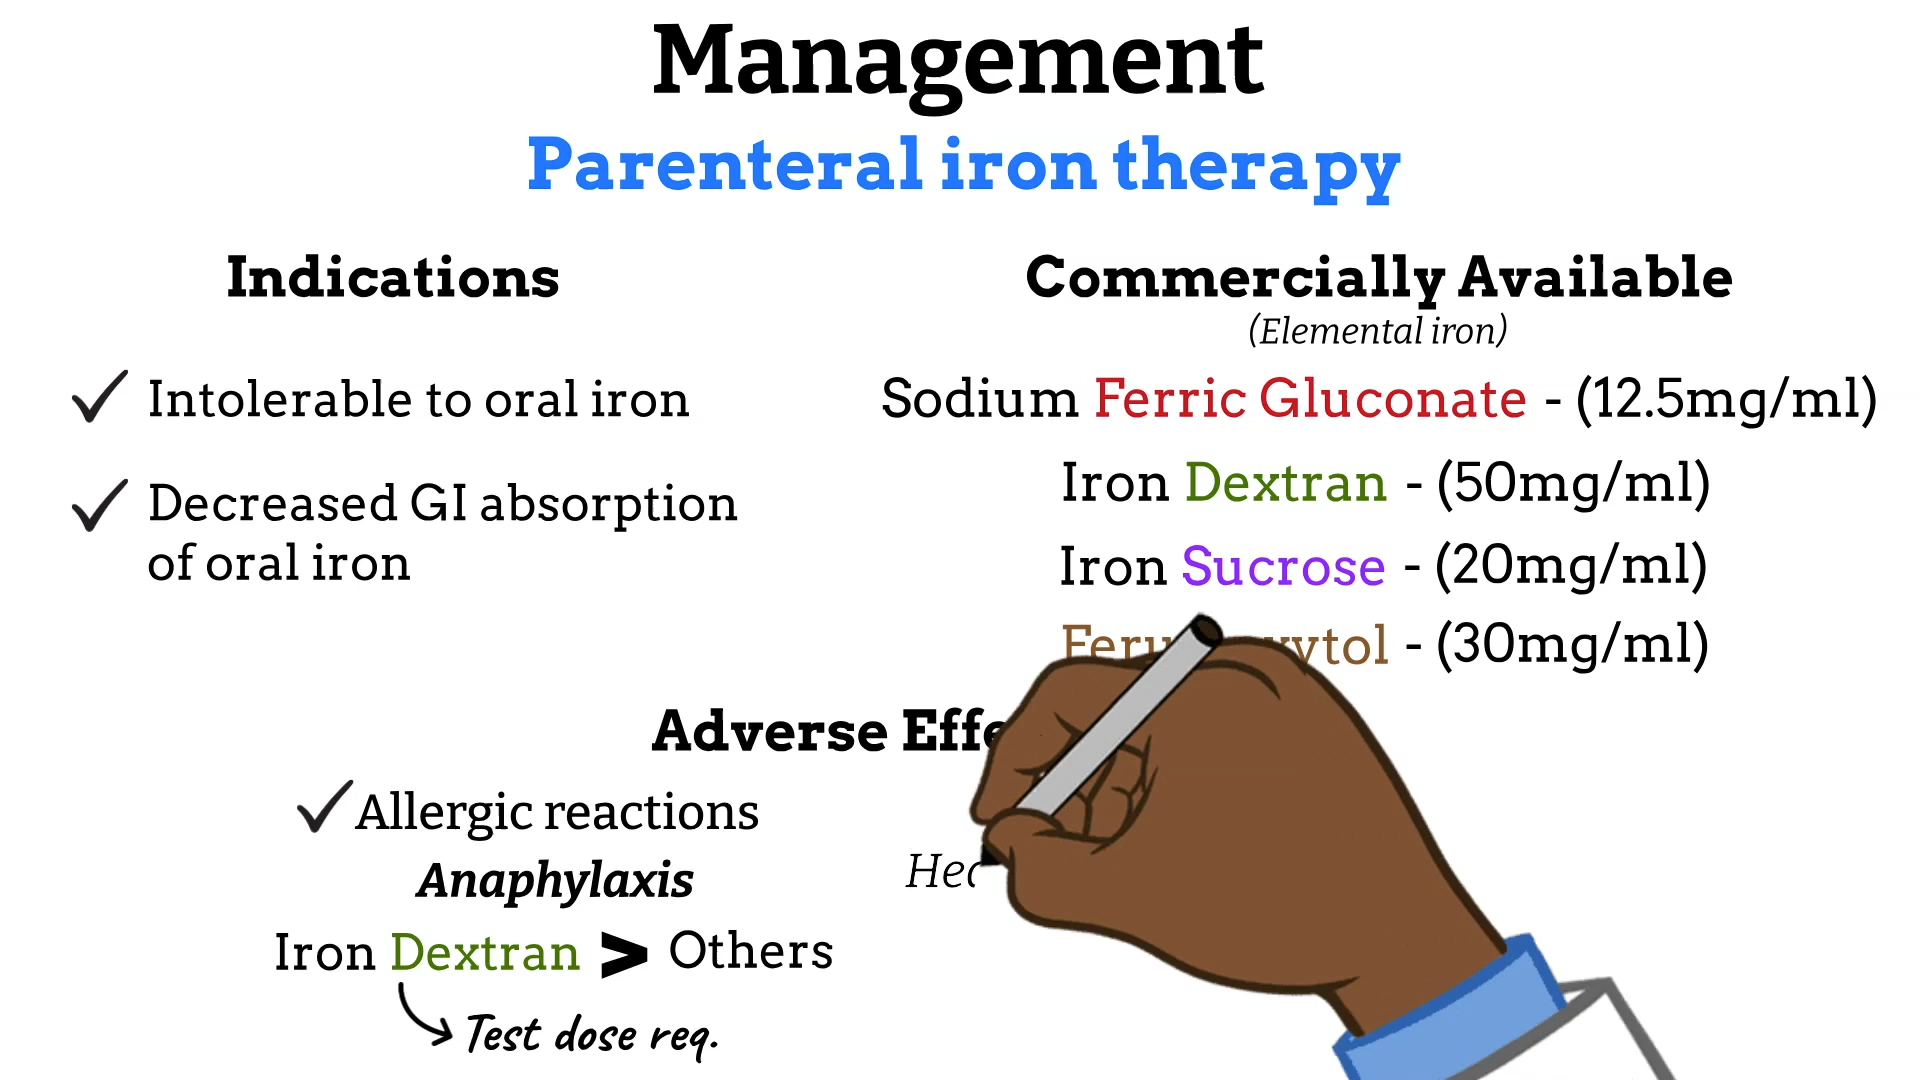 Management
Parenteral iron therapy
Indications
Intolerable to oral iron
Decreased GI absorption
of oral iron
Commercially Available
(Elemental iron)
Sodium Ferric Gluconate - (12.5mg/ml)
Iron Dextran - (50mg/ml)
Iron Sucrose - (20mg/ml)
- (30mg/ml)
Adverse
Allergic reactions
Anaphylaxis
Iron Dextran > Others
Test dose req.